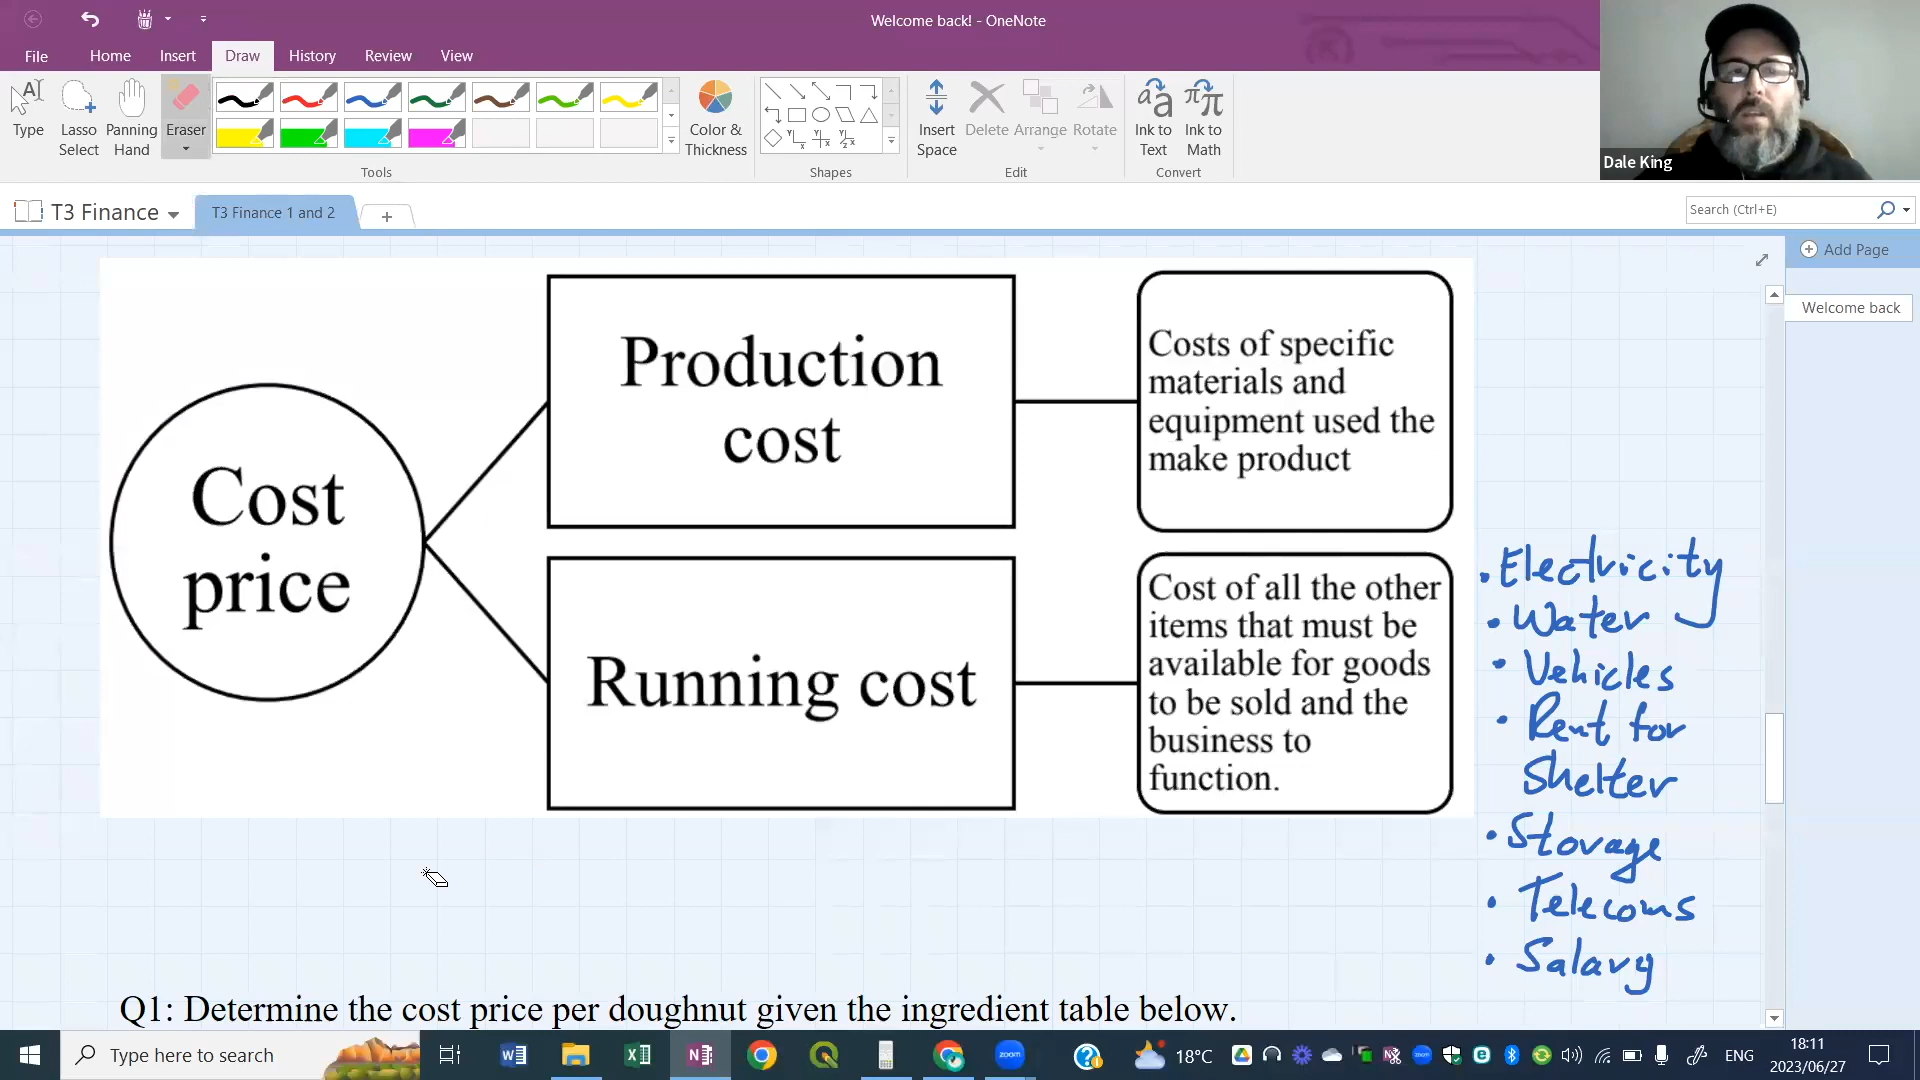 Welcome back! - OneNote
File Home Insert Draw History Review View
Type
Lasso Select
Panning Hand
Eraser
Color & Thickness
Insert Space
Delete
Arrange
Rotate
Ink to Text
Ink to Math
Tools
Shapes
Edit
Convert
Dale King
T3 Finance
T3 Finance 1 and 2
Search (Ctrl+E)
Add Page
Welcome back
Cost
price
Production
cost
Costs of specific
materials and
equipment used the
make product
Running cost
Cost of all the other
items that must be
available for goods
to be sold and the
business to
function.
• Electricity
• Water
• Vehicles
• Rent for
Shelter
• Storage
• Telecoms
• Salary
Q1: Determine the cost price per doughnut given the ingredient table below.
Type here to search
zoom
18°C
ENG
18:11
2023/06/27